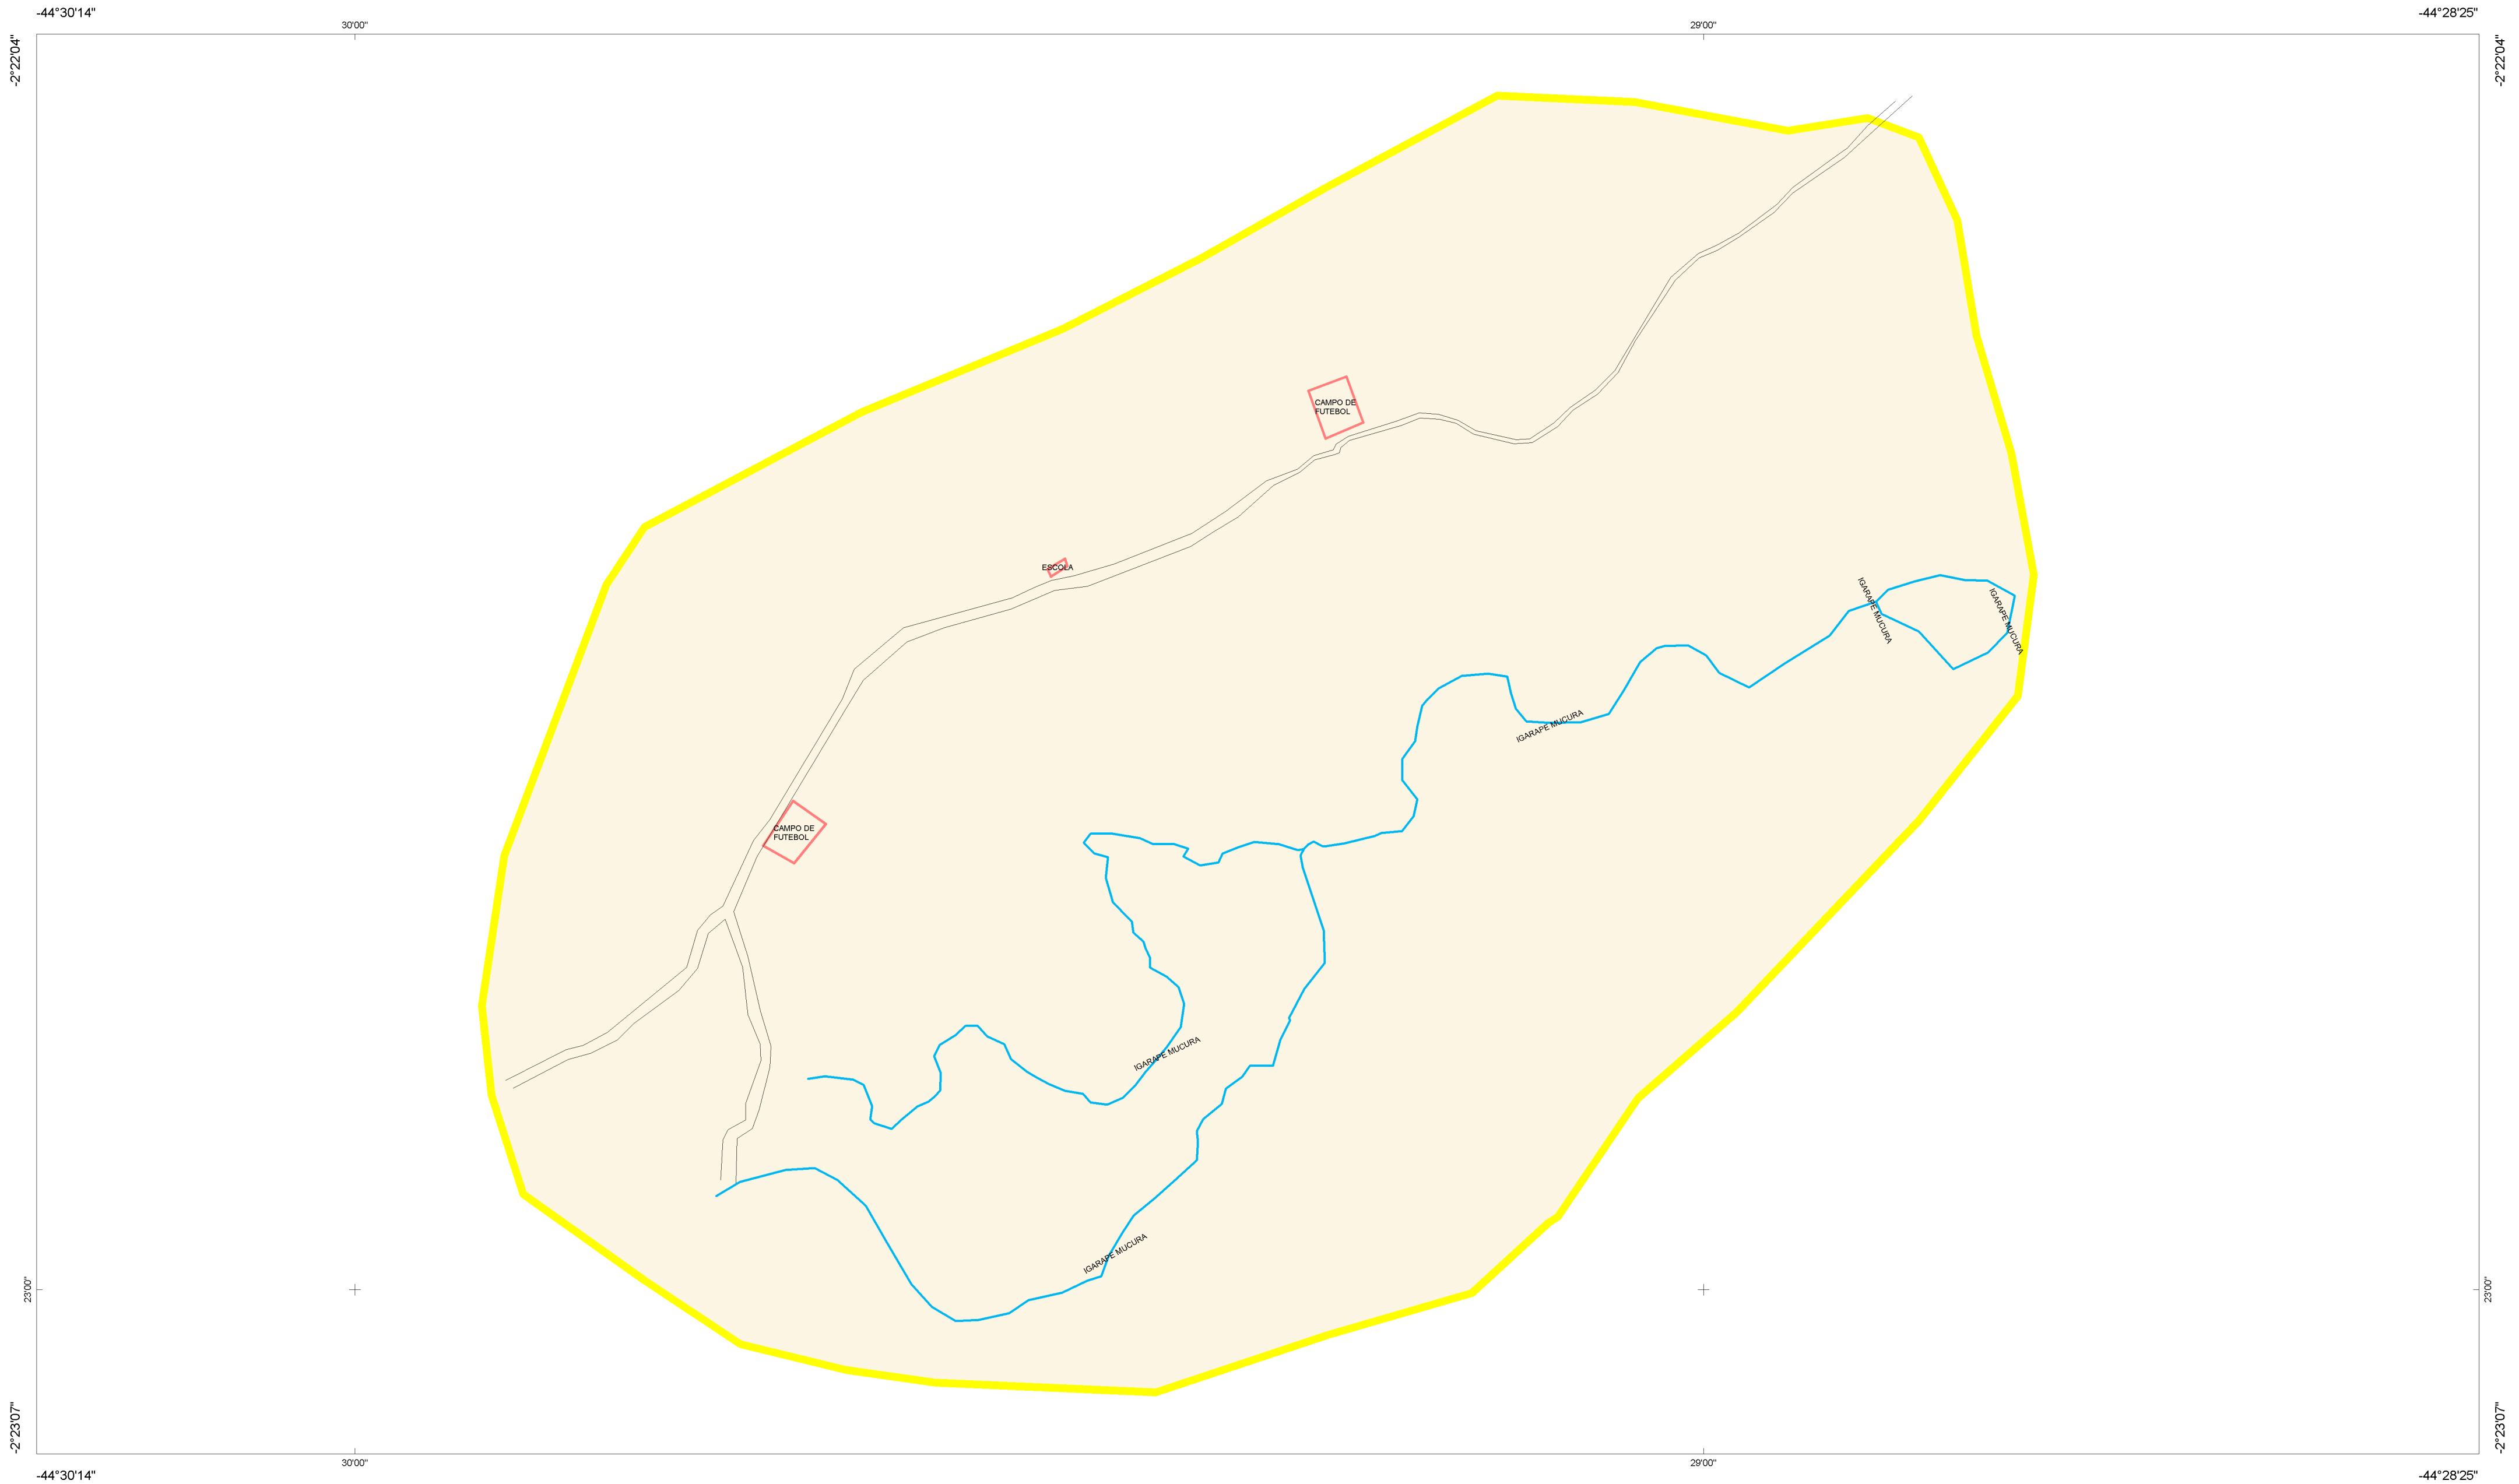 -44°30'14"
-44°28'25"
30'00"
29'00"
-2°22'04"
-2°22'04"
CAMPO DE
FUTEBOL
ESCOLA
IGARAPE MUCURA
IGARAPE MUCURA
IGARAPE MUCURA
CAMPO DE
FUTEBOL
IGARAPE MUCURA
IGARAPE MUCURA
23'00"
23'00"
-2°23'07"
-2°23'07"
30'00"
29'00"
-44°30'14"
-44°28'25"